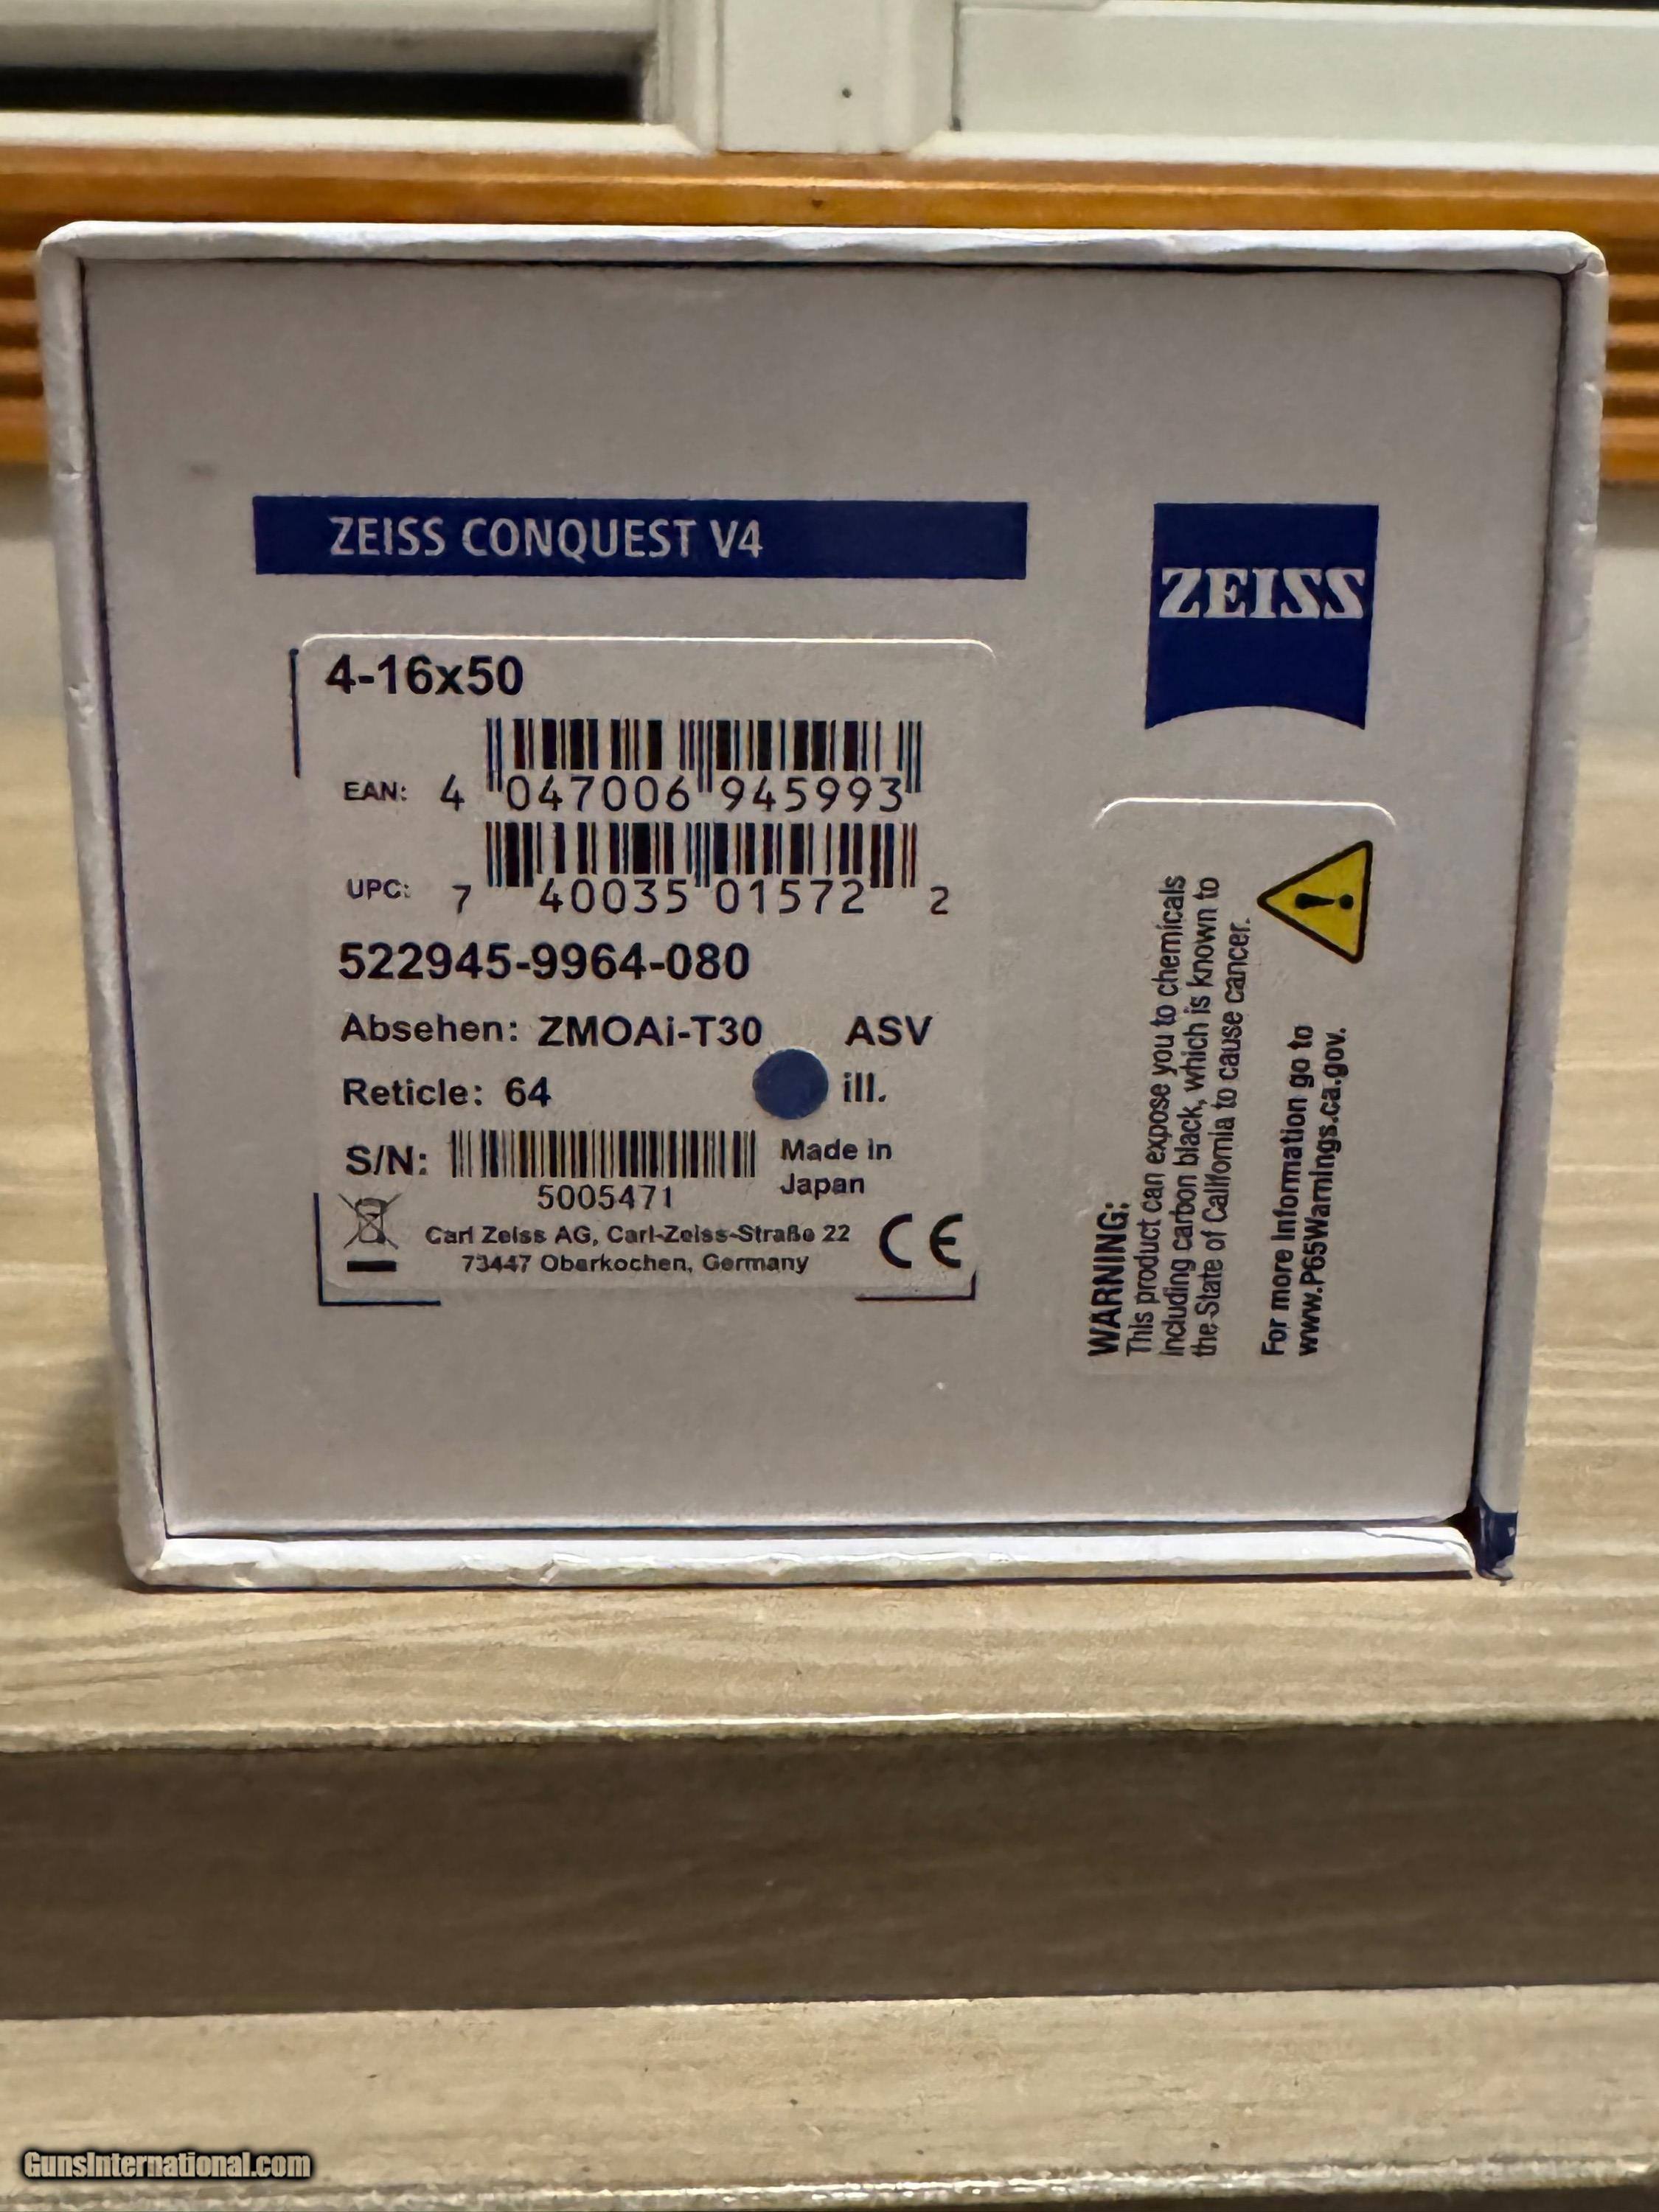 ZEISS CONQUEST V4
ZEISS
4-16x50
EAN: 4 047006 945993
UPC: 7 40035 01572 2
522945-9964-080
Absehen: ZMOAi-T30 ASV
Reticle: 64 ill.
S/N: Made in
Japan
5005471
Carl Zeiss AG, Carl-Zeiss-Straße 22
73447 Oberkochen, Germany
CE
WARNING:
This product can expose you to chemicals
including carbon black, which is known to
the State of California to cause cancer.
For more information go to
www.P65Warnings.ca.gov.
GunsInternational.com